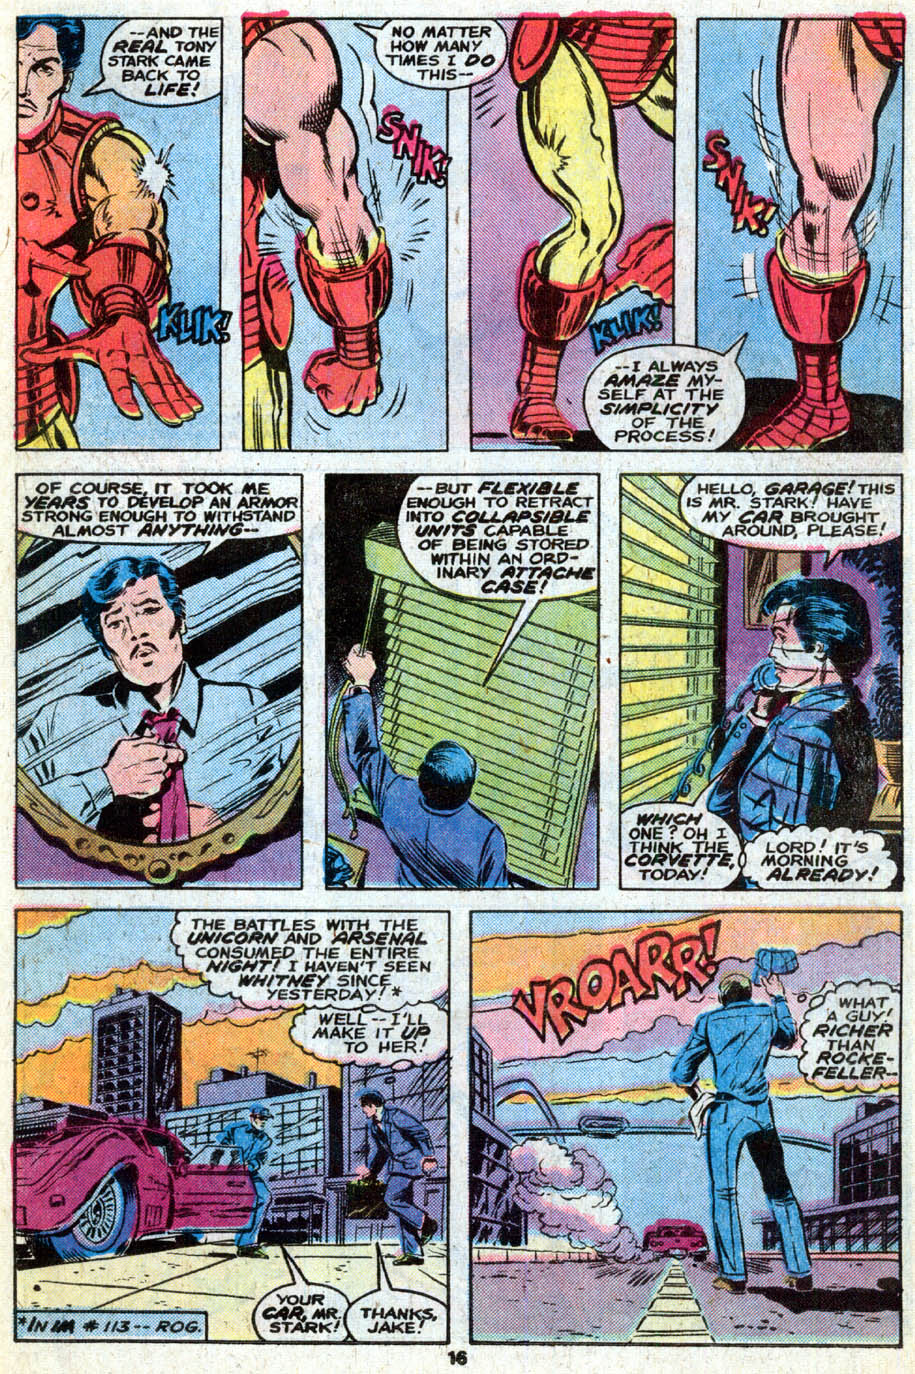 --AND THE
REAL TONY
STARK CAME
BACK TO
LIFE!
KLIK!
NO MATTER
HOW MANY
TIMES I DO
THIS--
SNIK!
KLIK!
SNIK!
--I ALWAYS
AMAZE MY-
SELF AT THE
SIMPLICITY
OF THE
PROCESS!
OF COURSE, IT TOOK ME
YEARS TO DEVELOP AN ARMOR
STRONG ENOUGH TO WITHSTAND
ALMOST ANYTHING--
--BUT FLEXIBLE
ENOUGH TO RETRACT
INTO COLLAPSIBLE
UNITS CAPABLE
OF BEING STORED
WITHIN AN ORD-
INARY ATTACHE
CASE!
HELLO, GARAGE! THIS
IS MR. STARK! HAVE
MY CAR BROUGHT
AROUND, PLEASE!
WHICH
ONE? OH I
THINK THE
CORVETTE,
TODAY!
LORD! IT'S
MORNING
ALREADY!
THE BATTLES WITH THE
UNICORN AND ARSENAL
CONSUMED THE ENTIRE
NIGHT! I HAVEN'T SEEN
WHITNEY SINCE
YESTERDAY!*
WELL--I'LL
MAKE IT UP
TO HER!
YOUR
CAR, MR.
STARK!
THANKS,
JAKE!
*IN IM #113--ROG.
VROARR!
WHAT
A GUY!
RICHER
THAN
ROCKE-
FELLER--
16